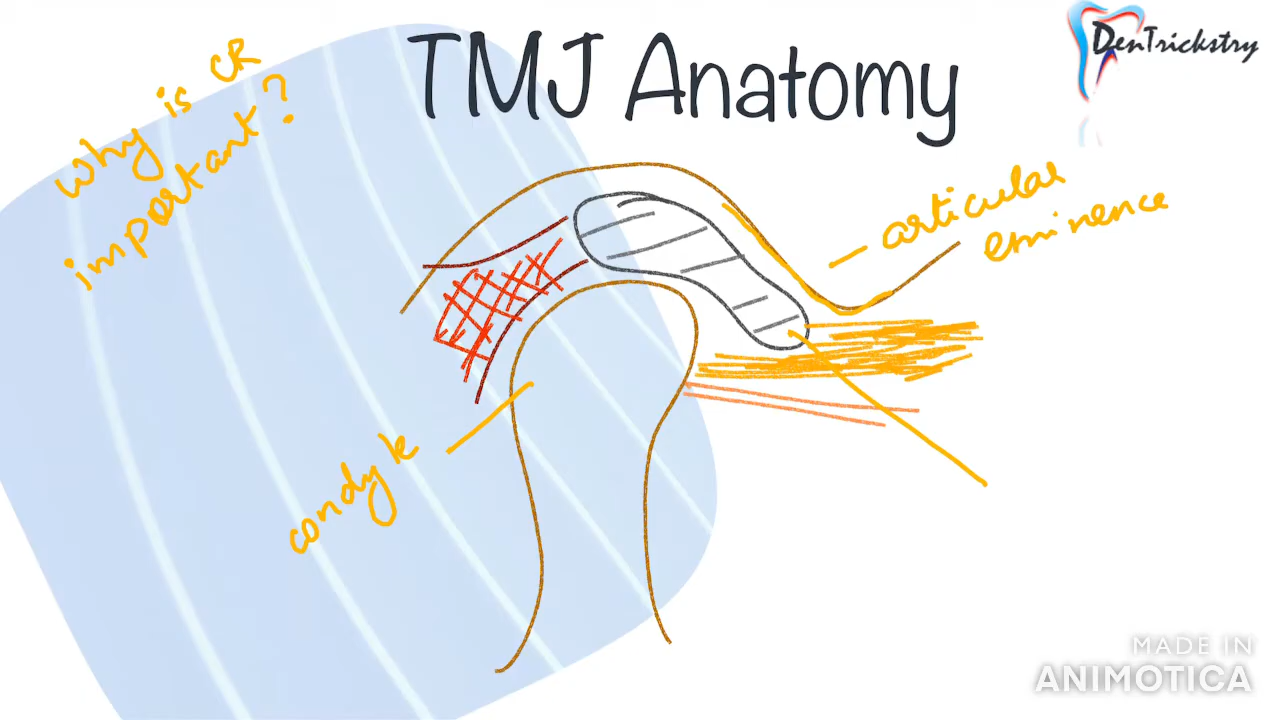 TMJ Anatomy
DenTrickstry
Why is CR
important?
articular
eminence
condyle
MADE IN
ANIMOTICA